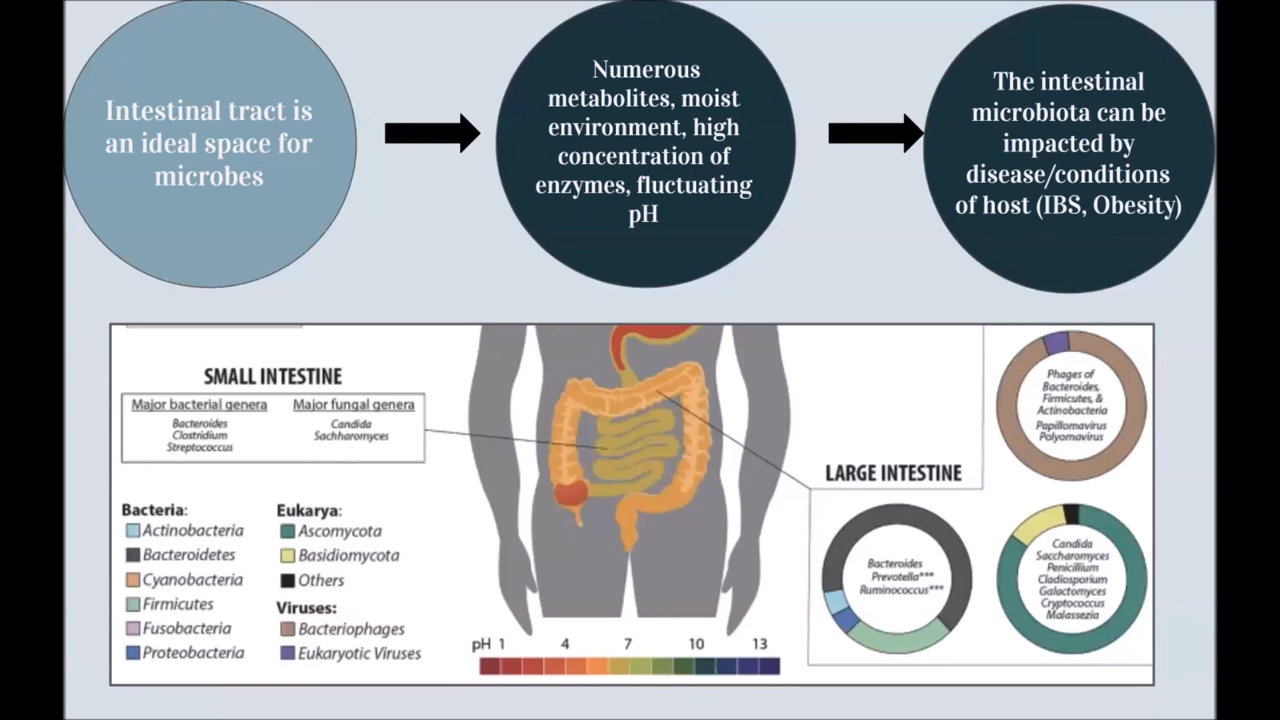 Intestinal tract is
an ideal space for
microbes
Numerous
metabolites, moist
environment, high
concentration of
enzymes, fluctuating
pH
The intestinal
microbiota can be
impacted by
disease/conditions
of host (IBS, Obesity)
SMALL INTESTINE
Major bacterial genera
Bacteroides
Clostridium
Streptococcus
Major fungal genera
Candida
Sachharomyces
Bacteria:
Actinobacteria
Bacteroidetes
Cyanobacteria
Firmicutes
Fusobacteria
Proteobacteria
Eukarya:
Ascomycota
Basidiomycota
Others
Viruses:
Bacteriophages
Eukaryotic Viruses
pH 1 4 7 10 13
LARGE INTESTINE
Bacteroides
Prevotella***
Ruminococcus***
Phages of
Bacteroides,
Firmicutes, &
Actinobacteria
Papillomavirus
Polyomavirus
Candida
Saccharomyces
Penicillium
Cladiosporium
Galactomyces
Cryptococcus
Malassezia